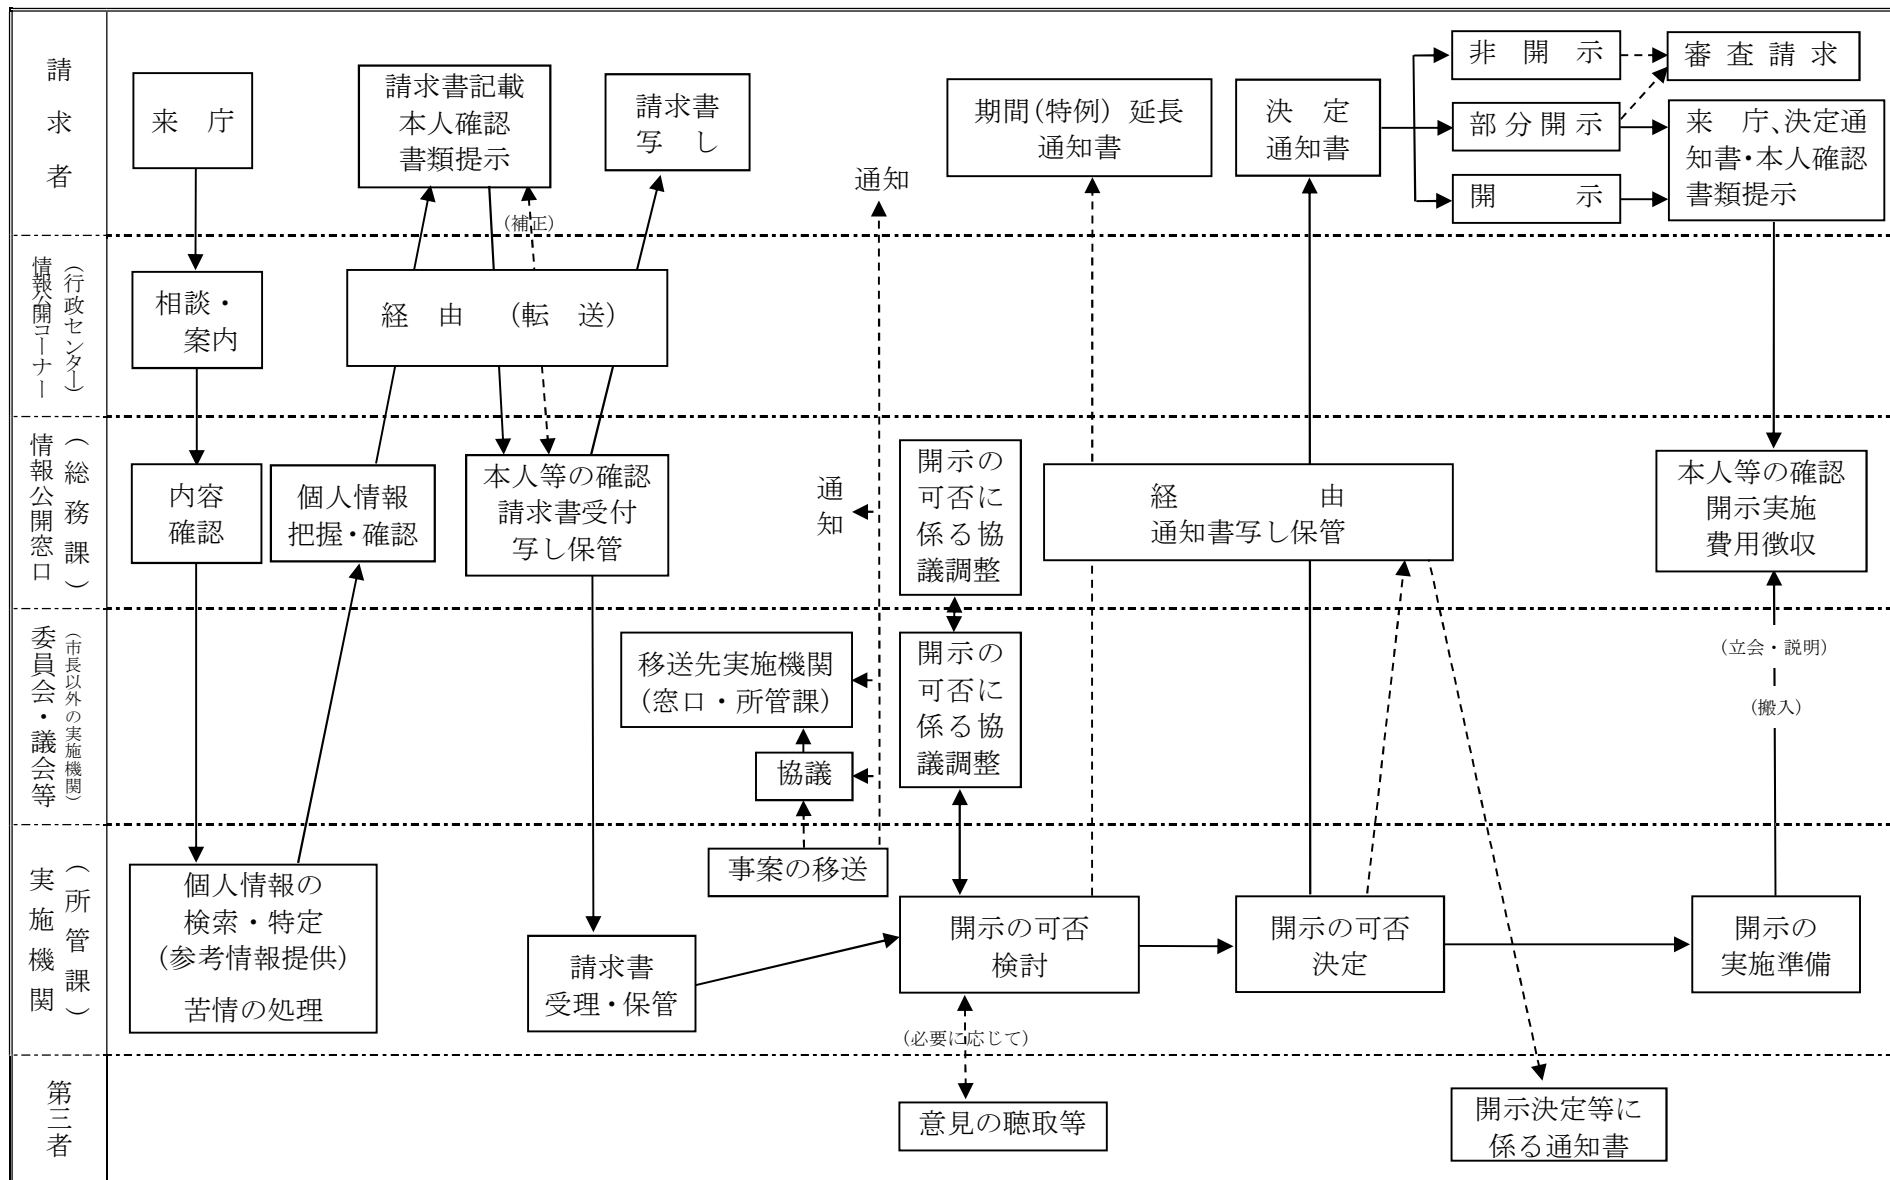 請求者
来　庁
請求書記載
本人確認
書類提示
請求書
写　し
(補正)
通知
期間(特例) 延長
通知書
決　定
通知書
非　開　示
部分開示
開　　　示
審査請求
来　庁、決定通
知書・本人確認
書類提示
(行政センター)
情報公開コーナー
相談・
案内
経　由　(転　送)
(総務課)
情報公開窓口
内容
確認
個人情報
把握・確認
本人等の確認
請求書受付
写し保管
通知
開示の
可否に
係る協
議調整
経　　　　　由
通知書写し保管
本人等の確認
開示実施
費用徴収
(市長以外の実施機関)
委員会・議会等
移送先実施機関
(窓口・所管課)
協議
開示の
可否に
係る協
議調整
(立会・説明)
(搬入)
(所管課)
実施機関
個人情報の
検索・特定
(参考情報提供)
苦情の処理
請求書
受理・保管
事案の移送
開示の可否
検討
開示の可否
決定
開示の
実施準備
(必要に応じて)
第三者
意見の聴取等
開示決定等に
係る通知書